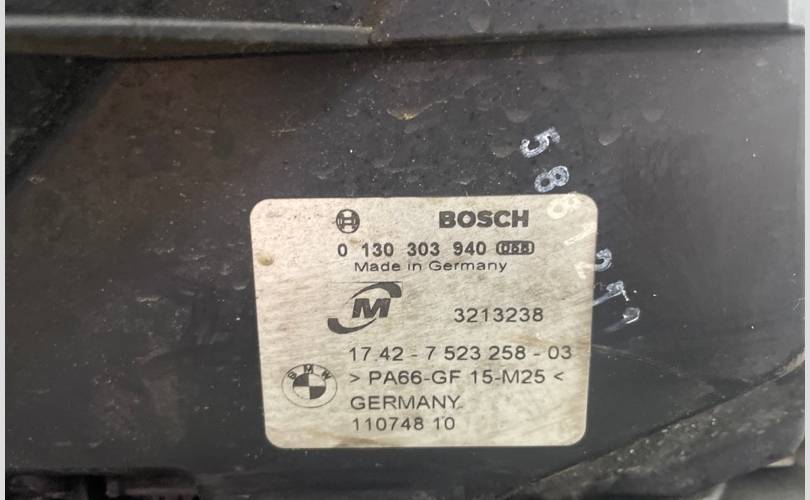 BOSCH
0 130 303 940
Made in Germany
M
3213238
17 42 - 7 523 258 - 03
BMW
> PA66-GF 15-M25 <
GERMANY
110748 10